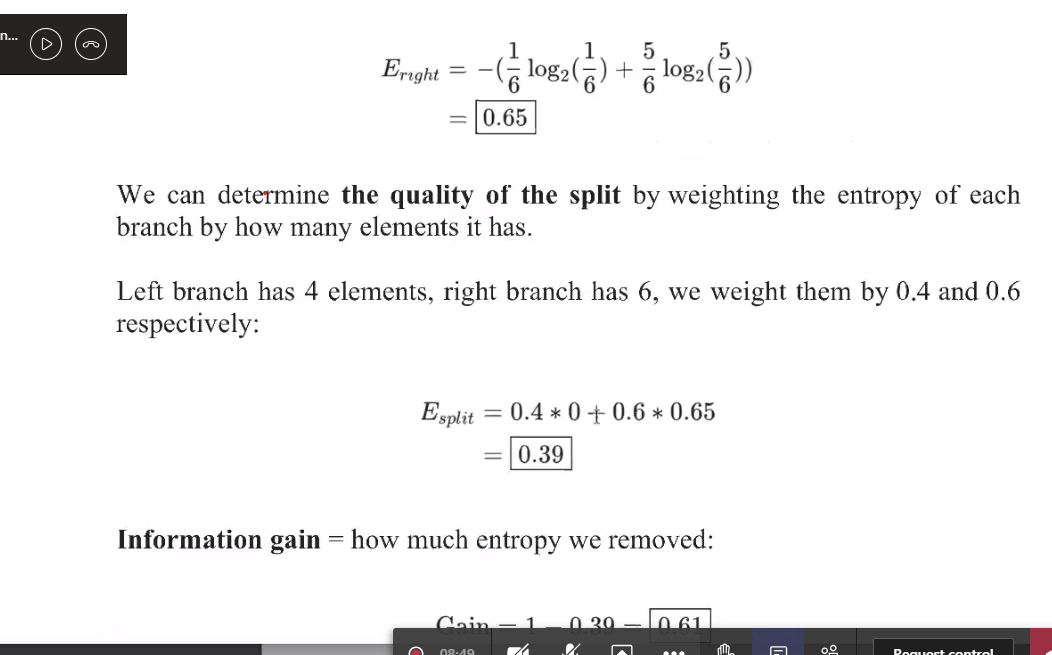 n...
E_right = −(1/6 log₂(1/6) + 5/6 log₂(5/6))
= 0.65
We can determine the quality of the split by weighting the entropy of each
branch by how many elements it has.
Left branch has 4 elements, right branch has 6, we weight them by 0.4 and 0.6
respectively:
E_split = 0.4 * 0 + 0.6 * 0.65
= 0.39
Information gain = how much entropy we removed:
Gain = 1 − 0.39 = 0.61
08:49
Request control